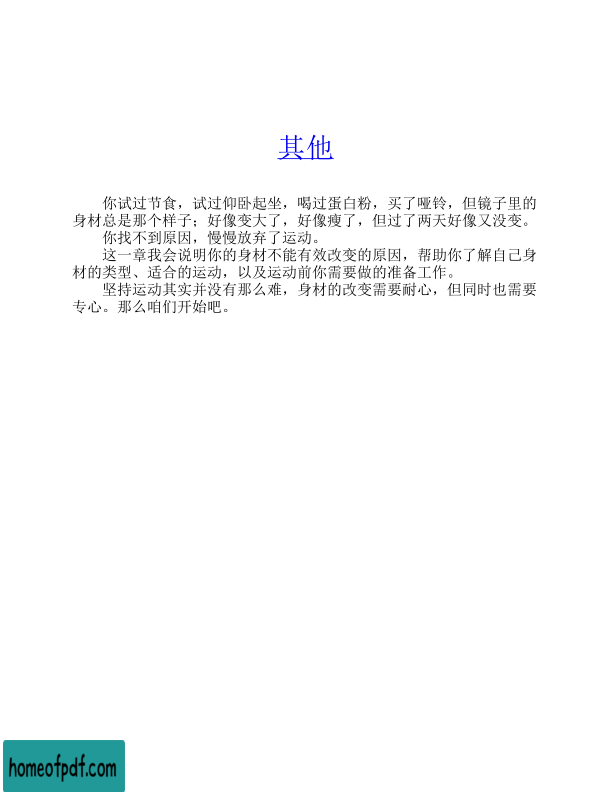 其他
你试过节食，试过仰卧起坐，喝过蛋白粉，买了哑铃，但镜子里的
身材总是那个样子；好像变大了，好像瘦了，但过了两天好像又没变。
你找不到原因，慢慢放弃了运动。
这一章我会说明你的身材不能有效改变的原因，帮助你了解自己身
材的类型、适合的运动，以及运动前你需要做的准备工作。
坚持运动其实并没有那么难，身材的改变需要耐心，但同时也需要
专心。那么咱们开始吧。
homeofpdf.com